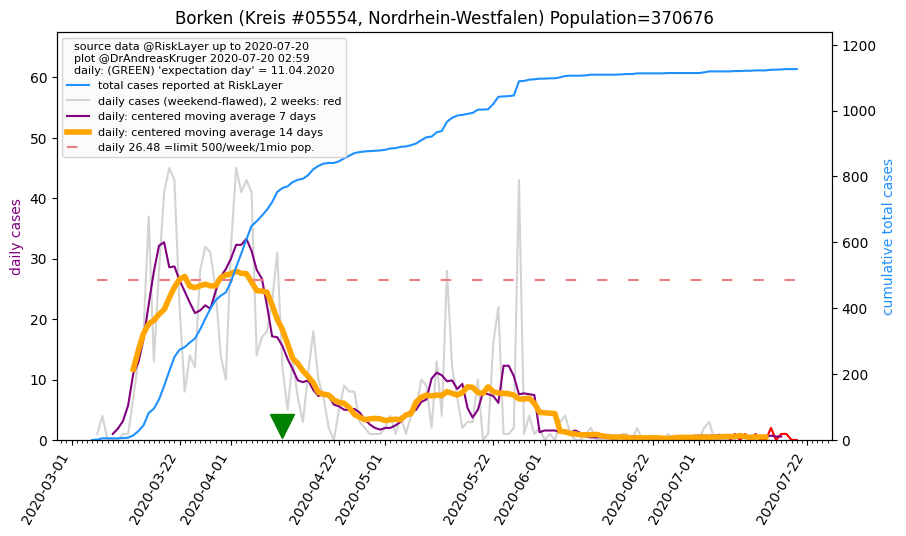 Borken (Kreis #05554, Nordrhein-Westfalen) Population=370676
source data @RiskLayer up to 2020-07-20
plot @DrAndreasKruger 2020-07-20 02:59
daily: (GREEN) 'expectation day' = 11.04.2020
total cases reported at RiskLayer
daily cases (weekend-flawed), 2 weeks: red
daily: centered moving average 7 days
daily: centered moving average 14 days
daily 26.48 =limit 500/week/1mio pop.
daily cases
0
10
20
30
40
50
60
cumulative total cases
0
200
400
600
800
1000
1200
2020-03-01
2020-03-22
2020-04-01
2020-04-22
2020-05-01
2020-05-22
2020-06-01
2020-06-22
2020-07-01
2020-07-22